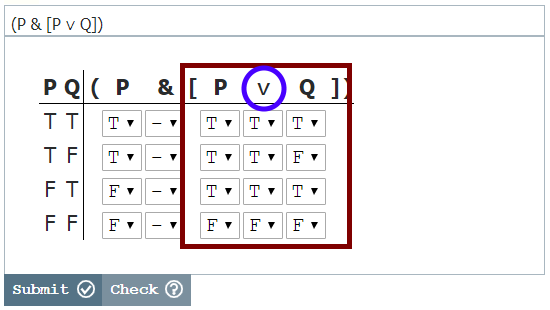 (P & [P ∨ Q])
P Q ( P & [ P ∨ Q ])
T T T – T T T
T F T – T T F
F T F – T T T
F F F – F F F
Submit Check